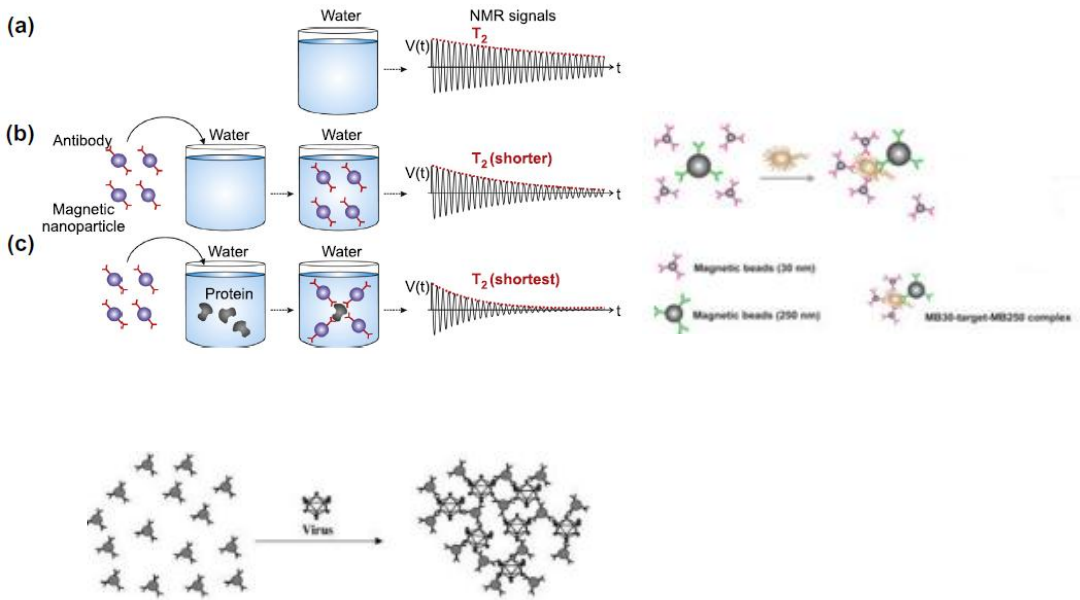 (a)
Water
NMR signals
V(t)
T2
t
(b)
Antibody
Magnetic
nanoparticle
Water
Water
V(t)
T2 (shorter)
t
(c)
Water
Water
Protein
V(t)
T2 (shortest)
t
Magnetic beads (30 nm)
Magnetic beads (250 nm)
MB30-target-MB250 complex
Virus